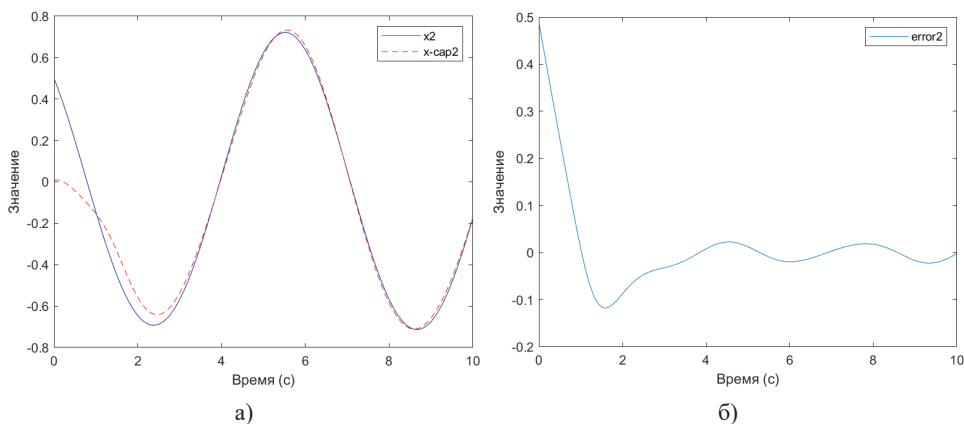 0.8
0.6
0.4
0.2
0
-0.2
-0.4
-0.6
-0.8
0 2 4 6 8 10
Значение
Время (с)
x2
x-cap2
а)
0.5
0.4
0.3
0.2
0.1
0
-0.1
-0.2
0 2 4 6 8 10
Значение
Время (с)
error2
б)